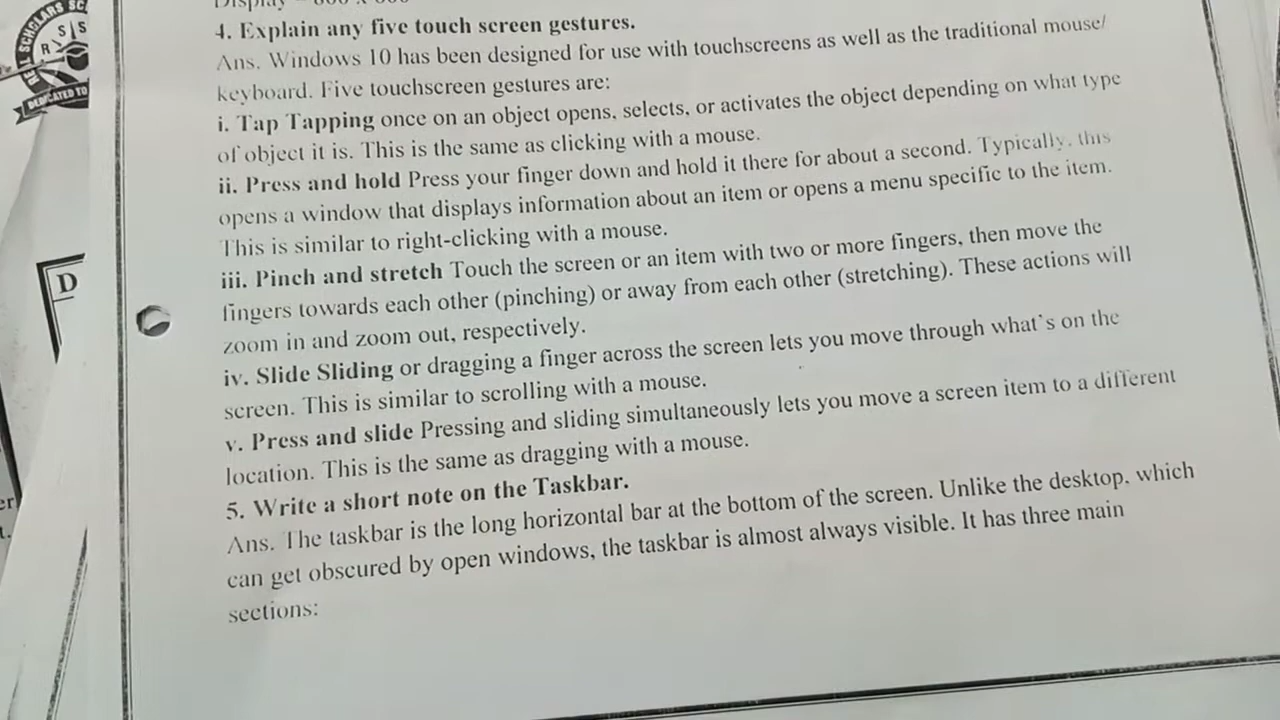 Display – 800 x 600
4. Explain any five touch screen gestures.
Ans. Windows 10 has been designed for use with touchscreens as well as the traditional mouse/
keyboard. Five touchscreen gestures are:
i. Tap Tapping once on an object opens, selects, or activates the object depending on what type
of object it is. This is the same as clicking with a mouse.
ii. Press and hold Press your finger down and hold it there for about a second. Typically, this
opens a window that displays information about an item or opens a menu specific to the item.
This is similar to right-clicking with a mouse.
iii. Pinch and stretch Touch the screen or an item with two or more fingers, then move the
fingers towards each other (pinching) or away from each other (stretching). These actions will
zoom in and zoom out, respectively.
iv. Slide Sliding or dragging a finger across the screen lets you move through what's on the
screen. This is similar to scrolling with a mouse.
v. Press and slide Pressing and sliding simultaneously lets you move a screen item to a different
location. This is the same as dragging with a mouse.
5. Write a short note on the Taskbar.
Ans. The taskbar is the long horizontal bar at the bottom of the screen. Unlike the desktop, which
can get obscured by open windows, the taskbar is almost always visible. It has three main
sections:
SCHOLARS SC
R S S
DEDICATED TO
D
er
t.